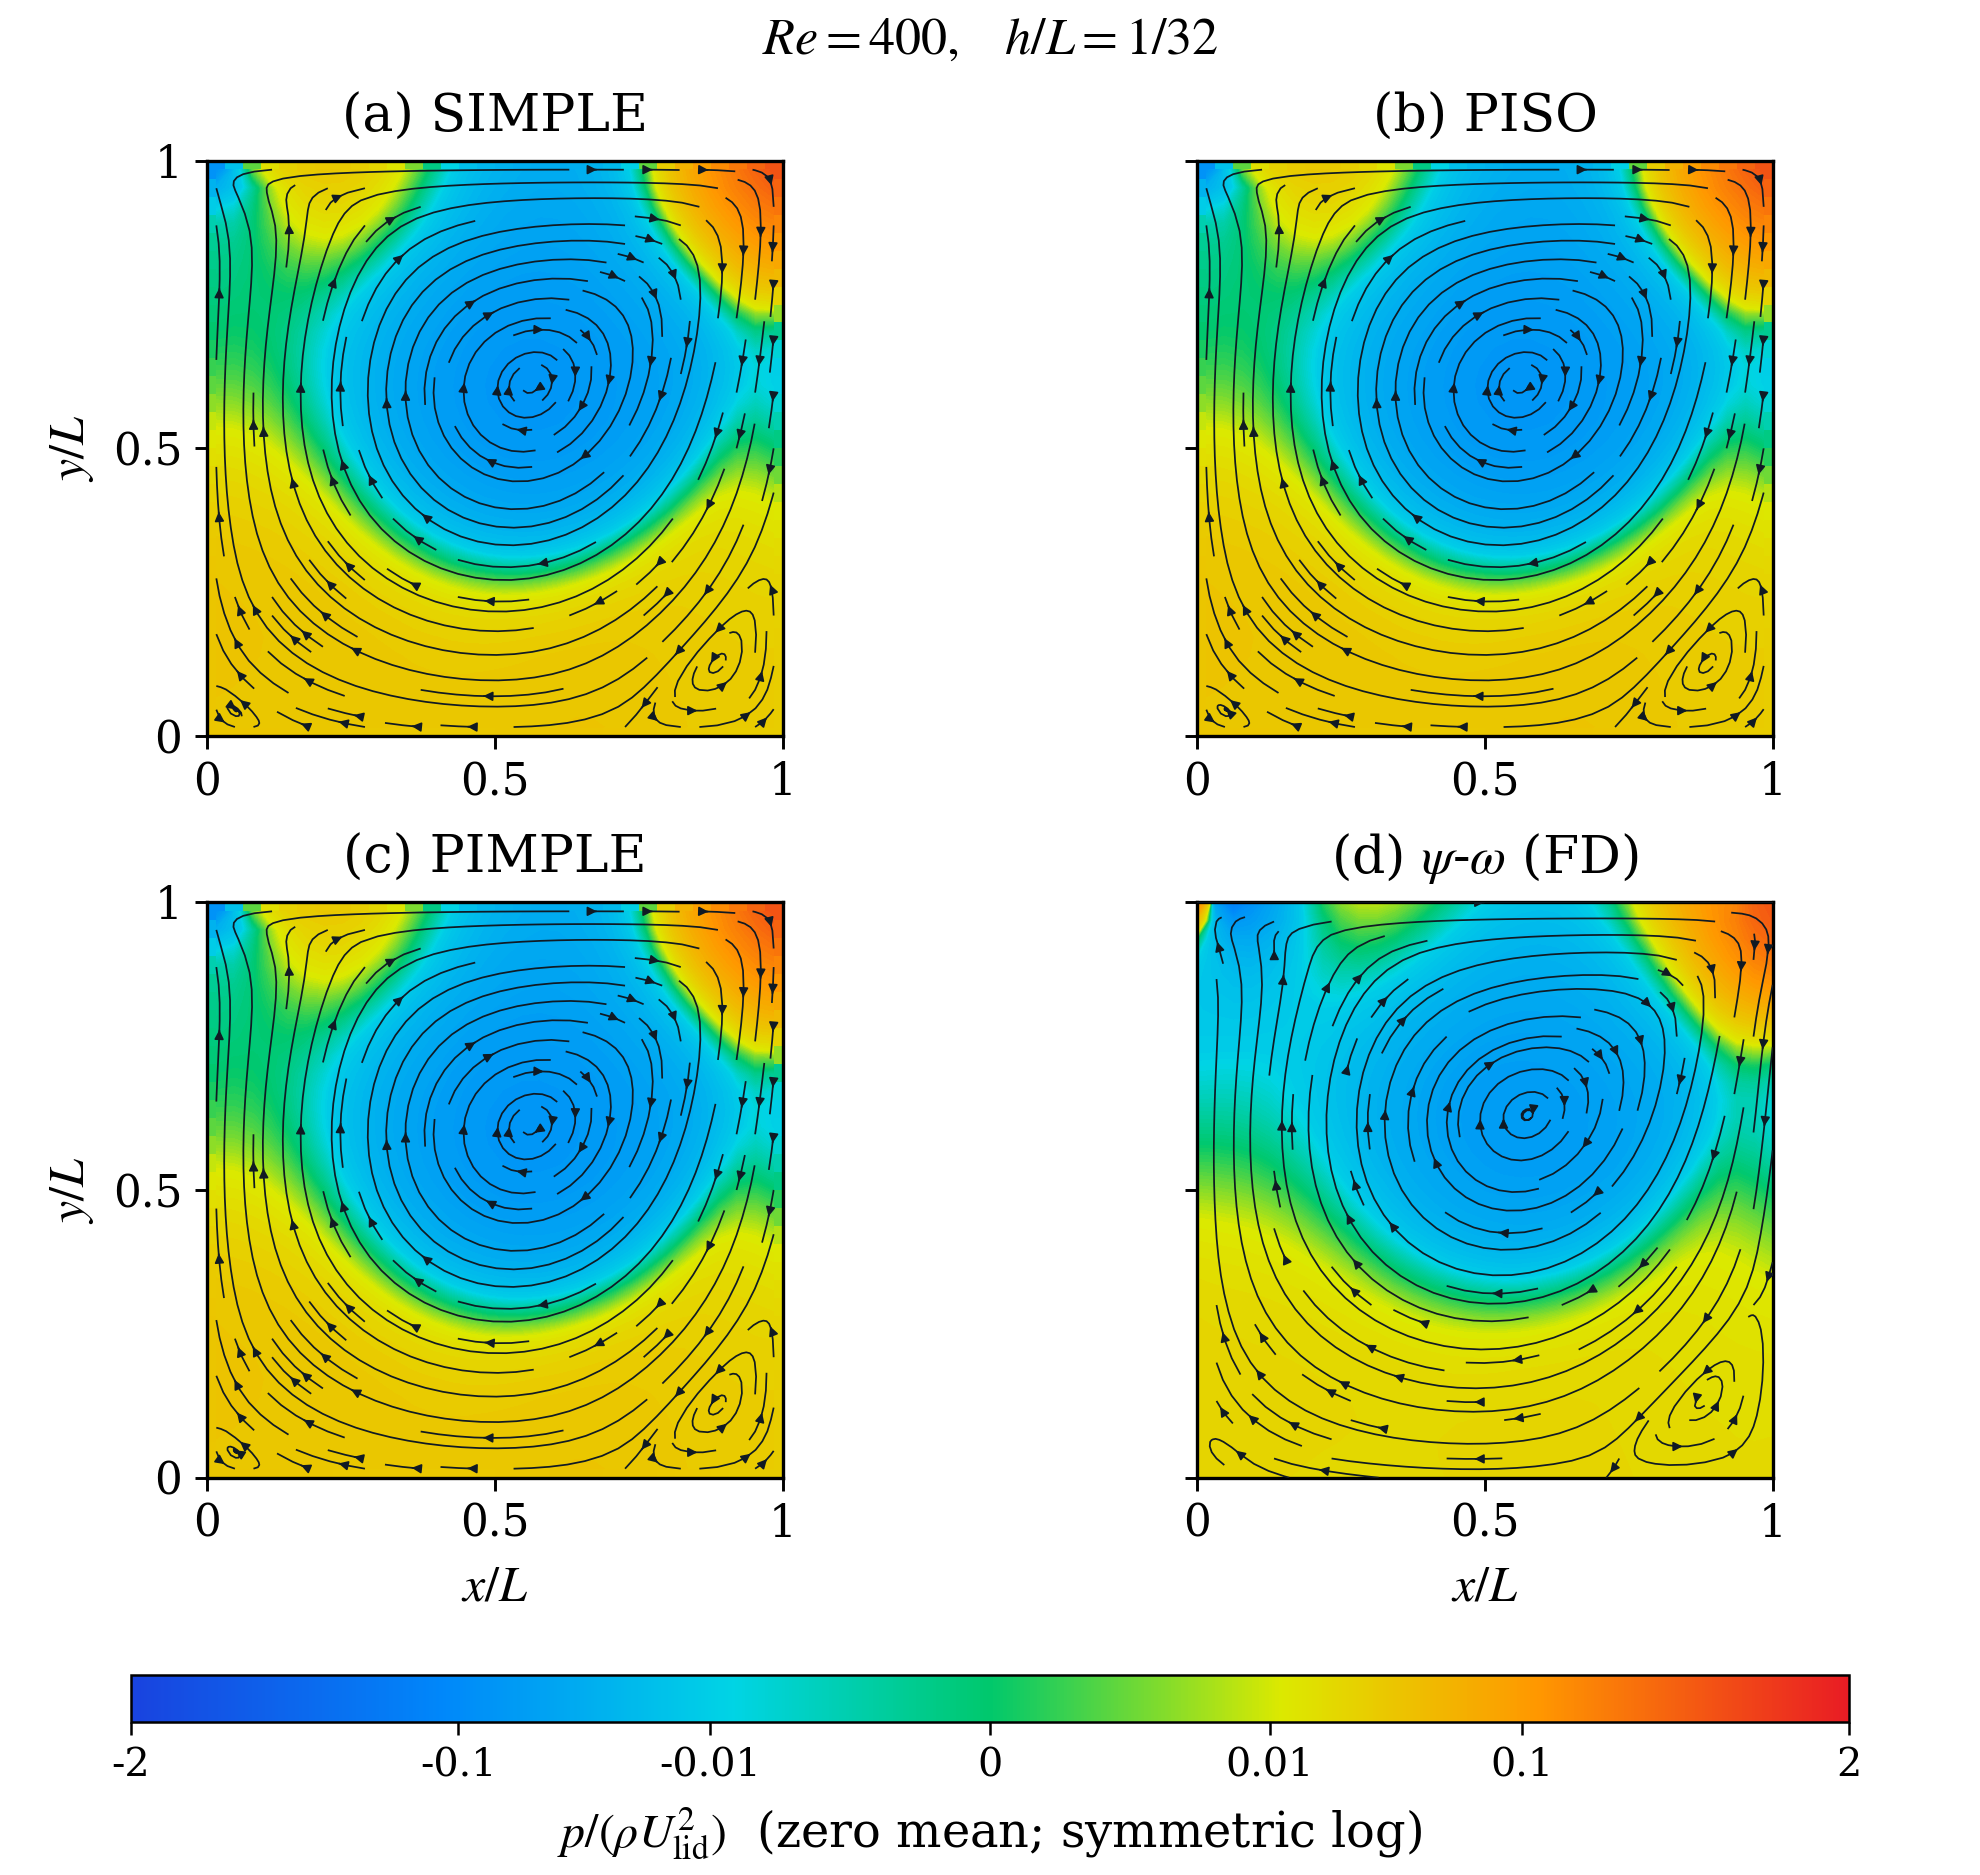 Re = 400,   h/L = 1/32
(a) SIMPLE
(b) PISO
1
0.5
0
y/L
0
0.5
1
0
0.5
1
(c) PIMPLE
(d) ψ-ω (FD)
1
0.5
0
y/L
0
0.5
1
0
0.5
1
x/L
x/L
-2
-0.1
-0.01
0
0.01
0.1
2
p/(ρU²_lid)  (zero mean; symmetric log)